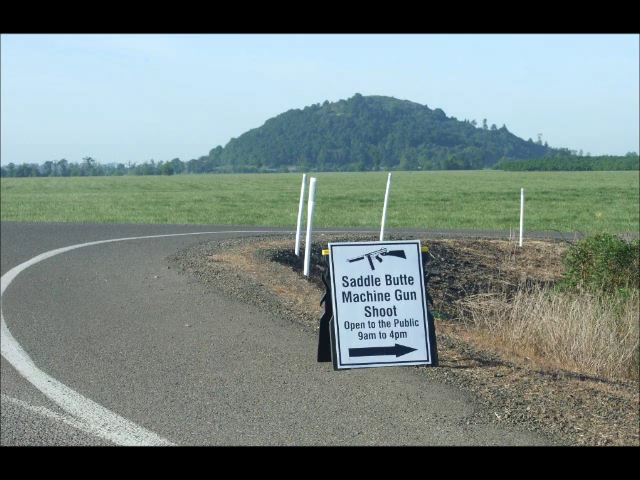 Saddle Butte
Machine Gun
Shoot
Open to the Public
9am to 4pm